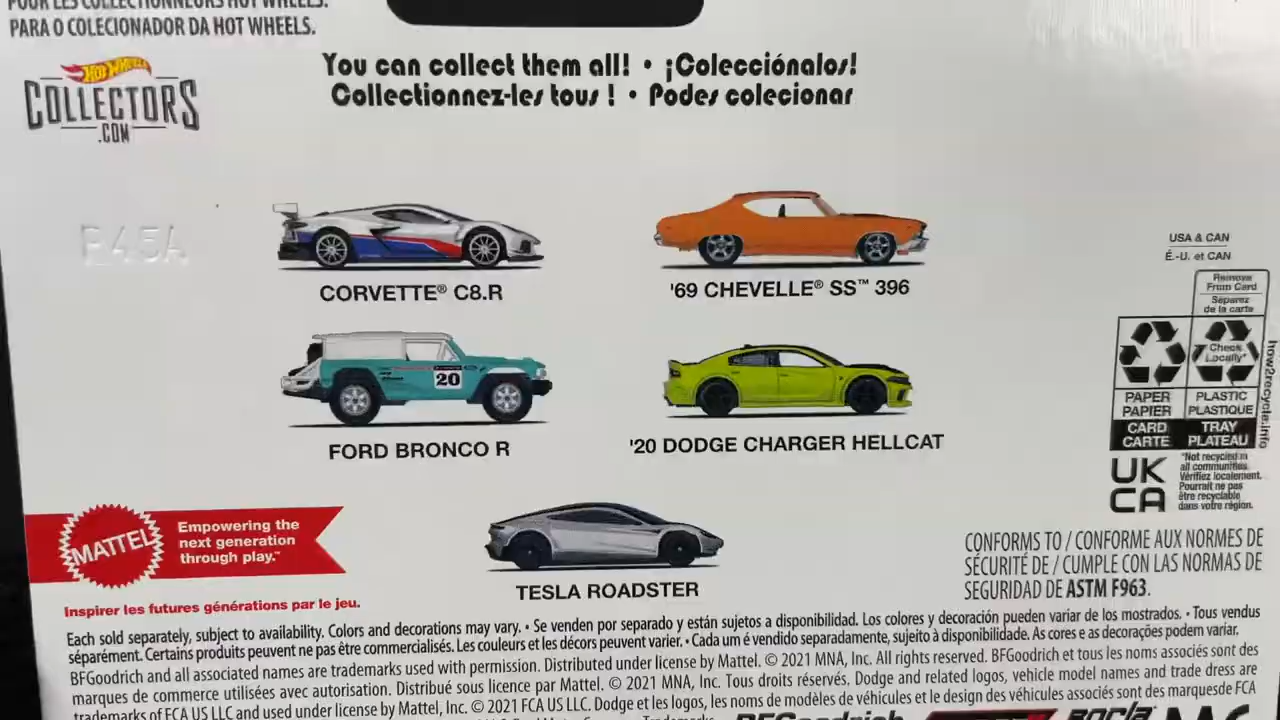 POUR LES COLLECTIONNEURS HOT WHEELS.
PARA O COLECIONADOR DA HOT WHEELS.
HOT WHEELS
COLLECTORS
.COM
You can collect them all! • ¡Colecciónalos!
Collectionnez-les tous ! • Podes colecionar
P45A
CORVETTE® C8.R
'69 CHEVELLE® SS™ 396
20
FORD BRONCO R
'20 DODGE CHARGER HELLCAT
TESLA ROADSTER
USA & CAN
É.-U. et CAN
Remove
From Card
Séparez
de la carte
Check
Locally*
PAPER
PAPIER
PLASTIC
PLASTIQUE
CARD
CARTE
TRAY
PLATEAU
how2recycle.info
UK
CA
*Not recycled in
all communities.
Vérifiez localement.
Pourrait ne pas
être recyclable
dans votre région.
MATTEL
Empowering the
next generation
through play.™
Inspirer les futures générations par le jeu.
CONFORMS TO / CONFORME AUX NORMES DE
SÉCURITÉ DE / CUMPLE CON LAS NORMAS DE
SEGURIDAD DE ASTM F963.
Each sold separately, subject to availability. Colors and decorations may vary. • Se venden por separado y están sujetos a disponibilidad. Los colores y decoración pueden variar de los mostrados. • Tous vendus
séparément. Certains produits peuvent ne pas être commercialisés. Les couleurs et les décors peuvent varier. • Cada um é vendido separadamente, sujeito à disponibilidade. As cores e as decorações podem variar.
BFGoodrich and all associated names are trademarks used with permission. Distributed under license by Mattel. © 2021 MNA, Inc. All rights reserved. BFGoodrich et tous les noms associés sont des
marques de commerce utilisées avec autorisation. Distribué sous licence par Mattel. © 2021 MNA, Inc. Tous droits réservés. Dodge and related logos, vehicle model names and trade dress are
trademarks of FCA US LLC and used under license by Mattel, Inc. © 2021 FCA US LLC. Dodge et les logos, les noms de modèles de véhicules et le design des véhicules associés sont des marques de FCA
BFGoodrich